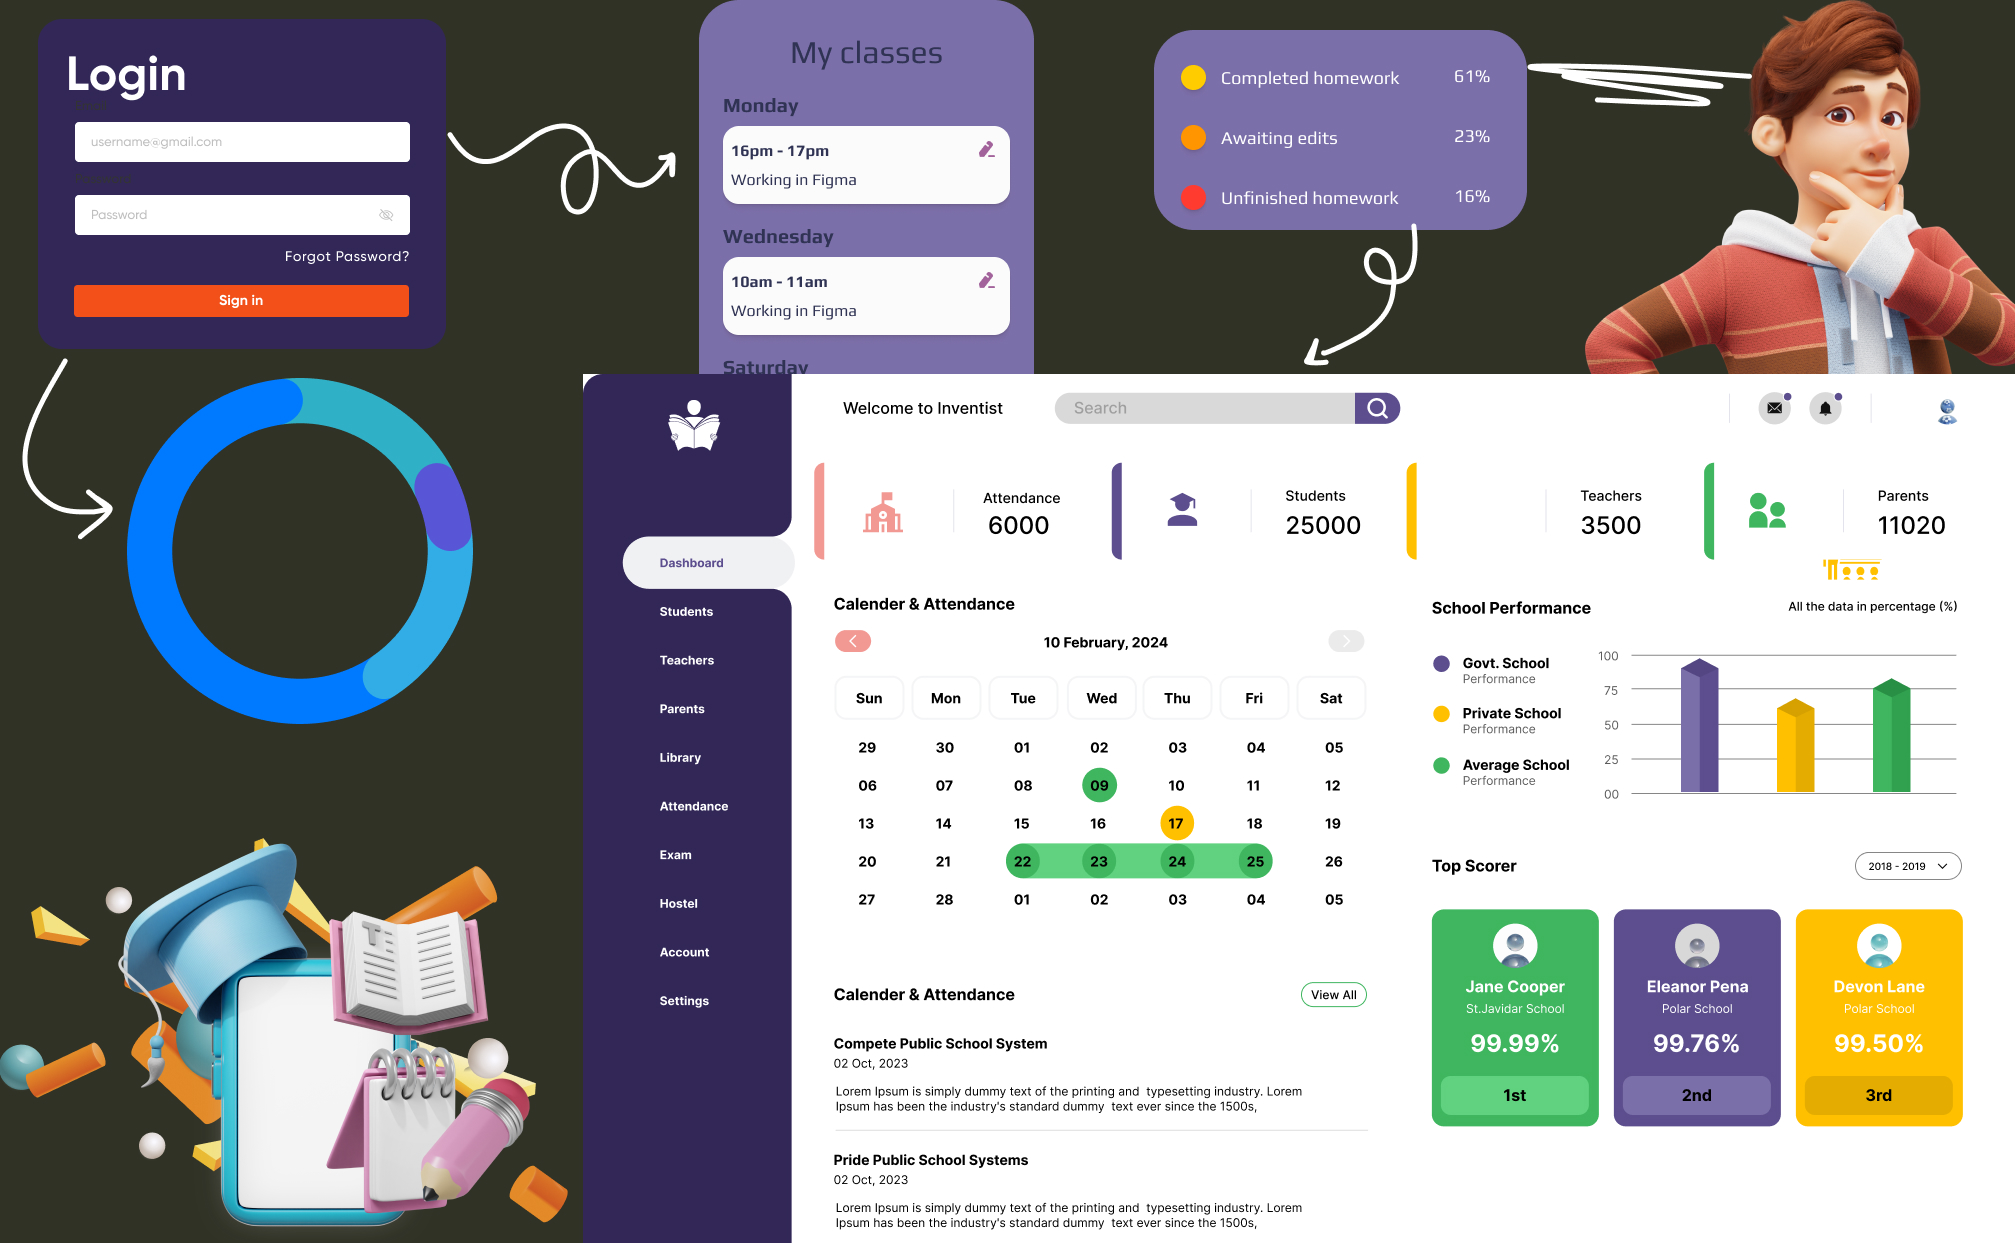 Login
username@gmail.com
Password
Forgot Password?
Sign in
My classes
Monday
16pm - 17pm
Working in Figma
Wednesday
10am - 11am
Working in Figma
Saturday
Completed homework 61%
Awaiting edits 23%
Unfinished homework 16%
Welcome to Inventist
Search
Attendance
6000
Students
25000
Teachers
3500
Parents
11020
Dashboard
Students
Teachers
Parents
Library
Attendance
Exam
Hostel
Account
Settings
Calender & Attendance
10 February, 2024
Sun Mon Tue Wed Thu Fri Sat
29 30 01 02 03 04 05
06 07 08 09 10 11 12
13 14 15 16 17 18 19
20 21 22 23 24 25 26
27 28 01 02 03 04 05
School Performance
All the data in percentage (%)
Govt. School
Performance
Private School
Performance
Average School
Performance
100
75
50
25
00
Top Scorer
2018 - 2019
Jane Cooper
St.Javidar School
99.99%
1st
Eleanor Pena
Polar School
99.76%
2nd
Devon Lane
Polar School
99.50%
3rd
Calender & Attendance
View All
Compete Public School System
02 Oct, 2023
Lorem Ipsum is simply dummy text of the printing and typesetting industry. Lorem
Ipsum has been the industry's standard dummy text ever since the 1500s,
Pride Public School Systems
02 Oct, 2023
Lorem Ipsum is simply dummy text of the printing and typesetting industry. Lorem
Ipsum has been the industry's standard dummy text ever since the 1500s,
T